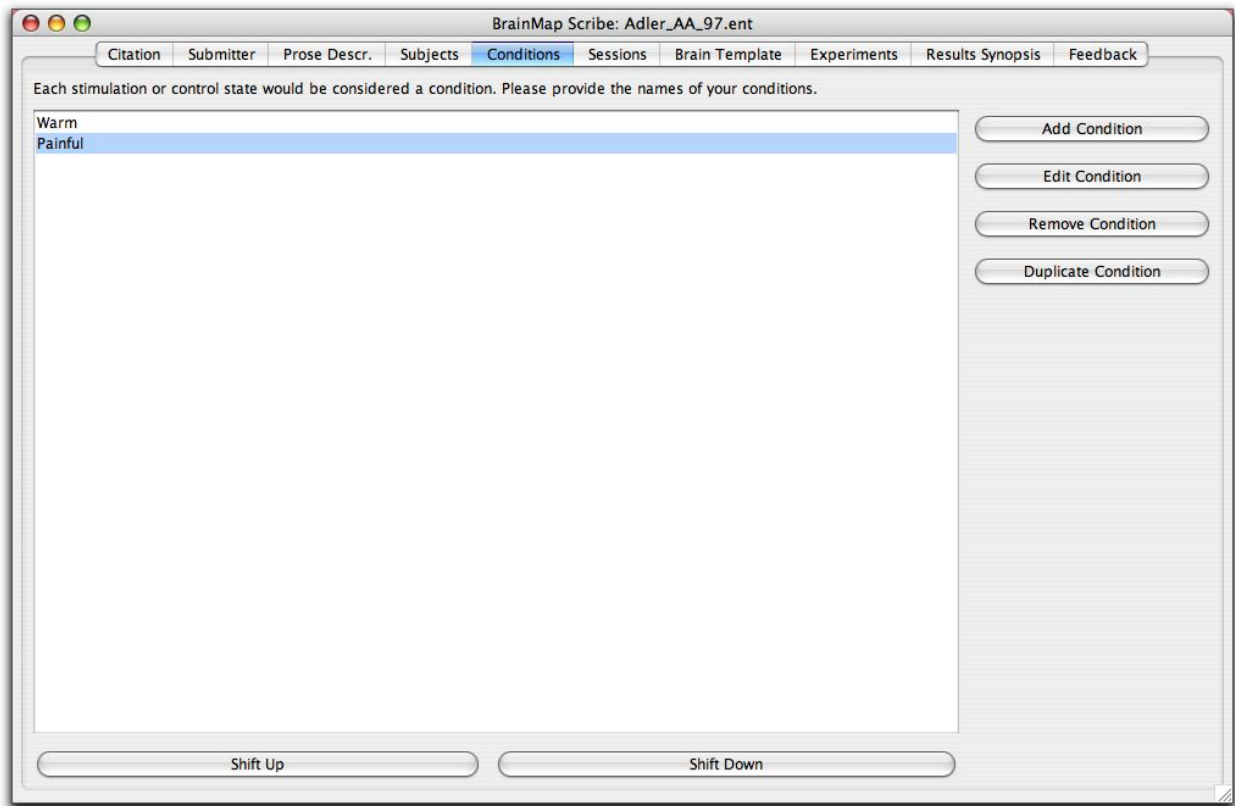 BrainMap Scribe: Adler_AA_97.ent
Citation Submitter Prose Descr. Subjects Conditions Sessions Brain Template Experiments Results Synopsis Feedback
Each stimulation or control state would be considered a condition. Please provide the names of your conditions.
Warm
Painful
Add Condition
Edit Condition
Remove Condition
Duplicate Condition
Shift Up Shift Down